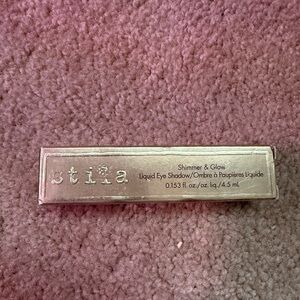 stila
Shimmer & Glow
Liquid Eye Shadow/Ombre à Paupières Liquide
0.153 fl. oz./oz. liq./4.5 mL